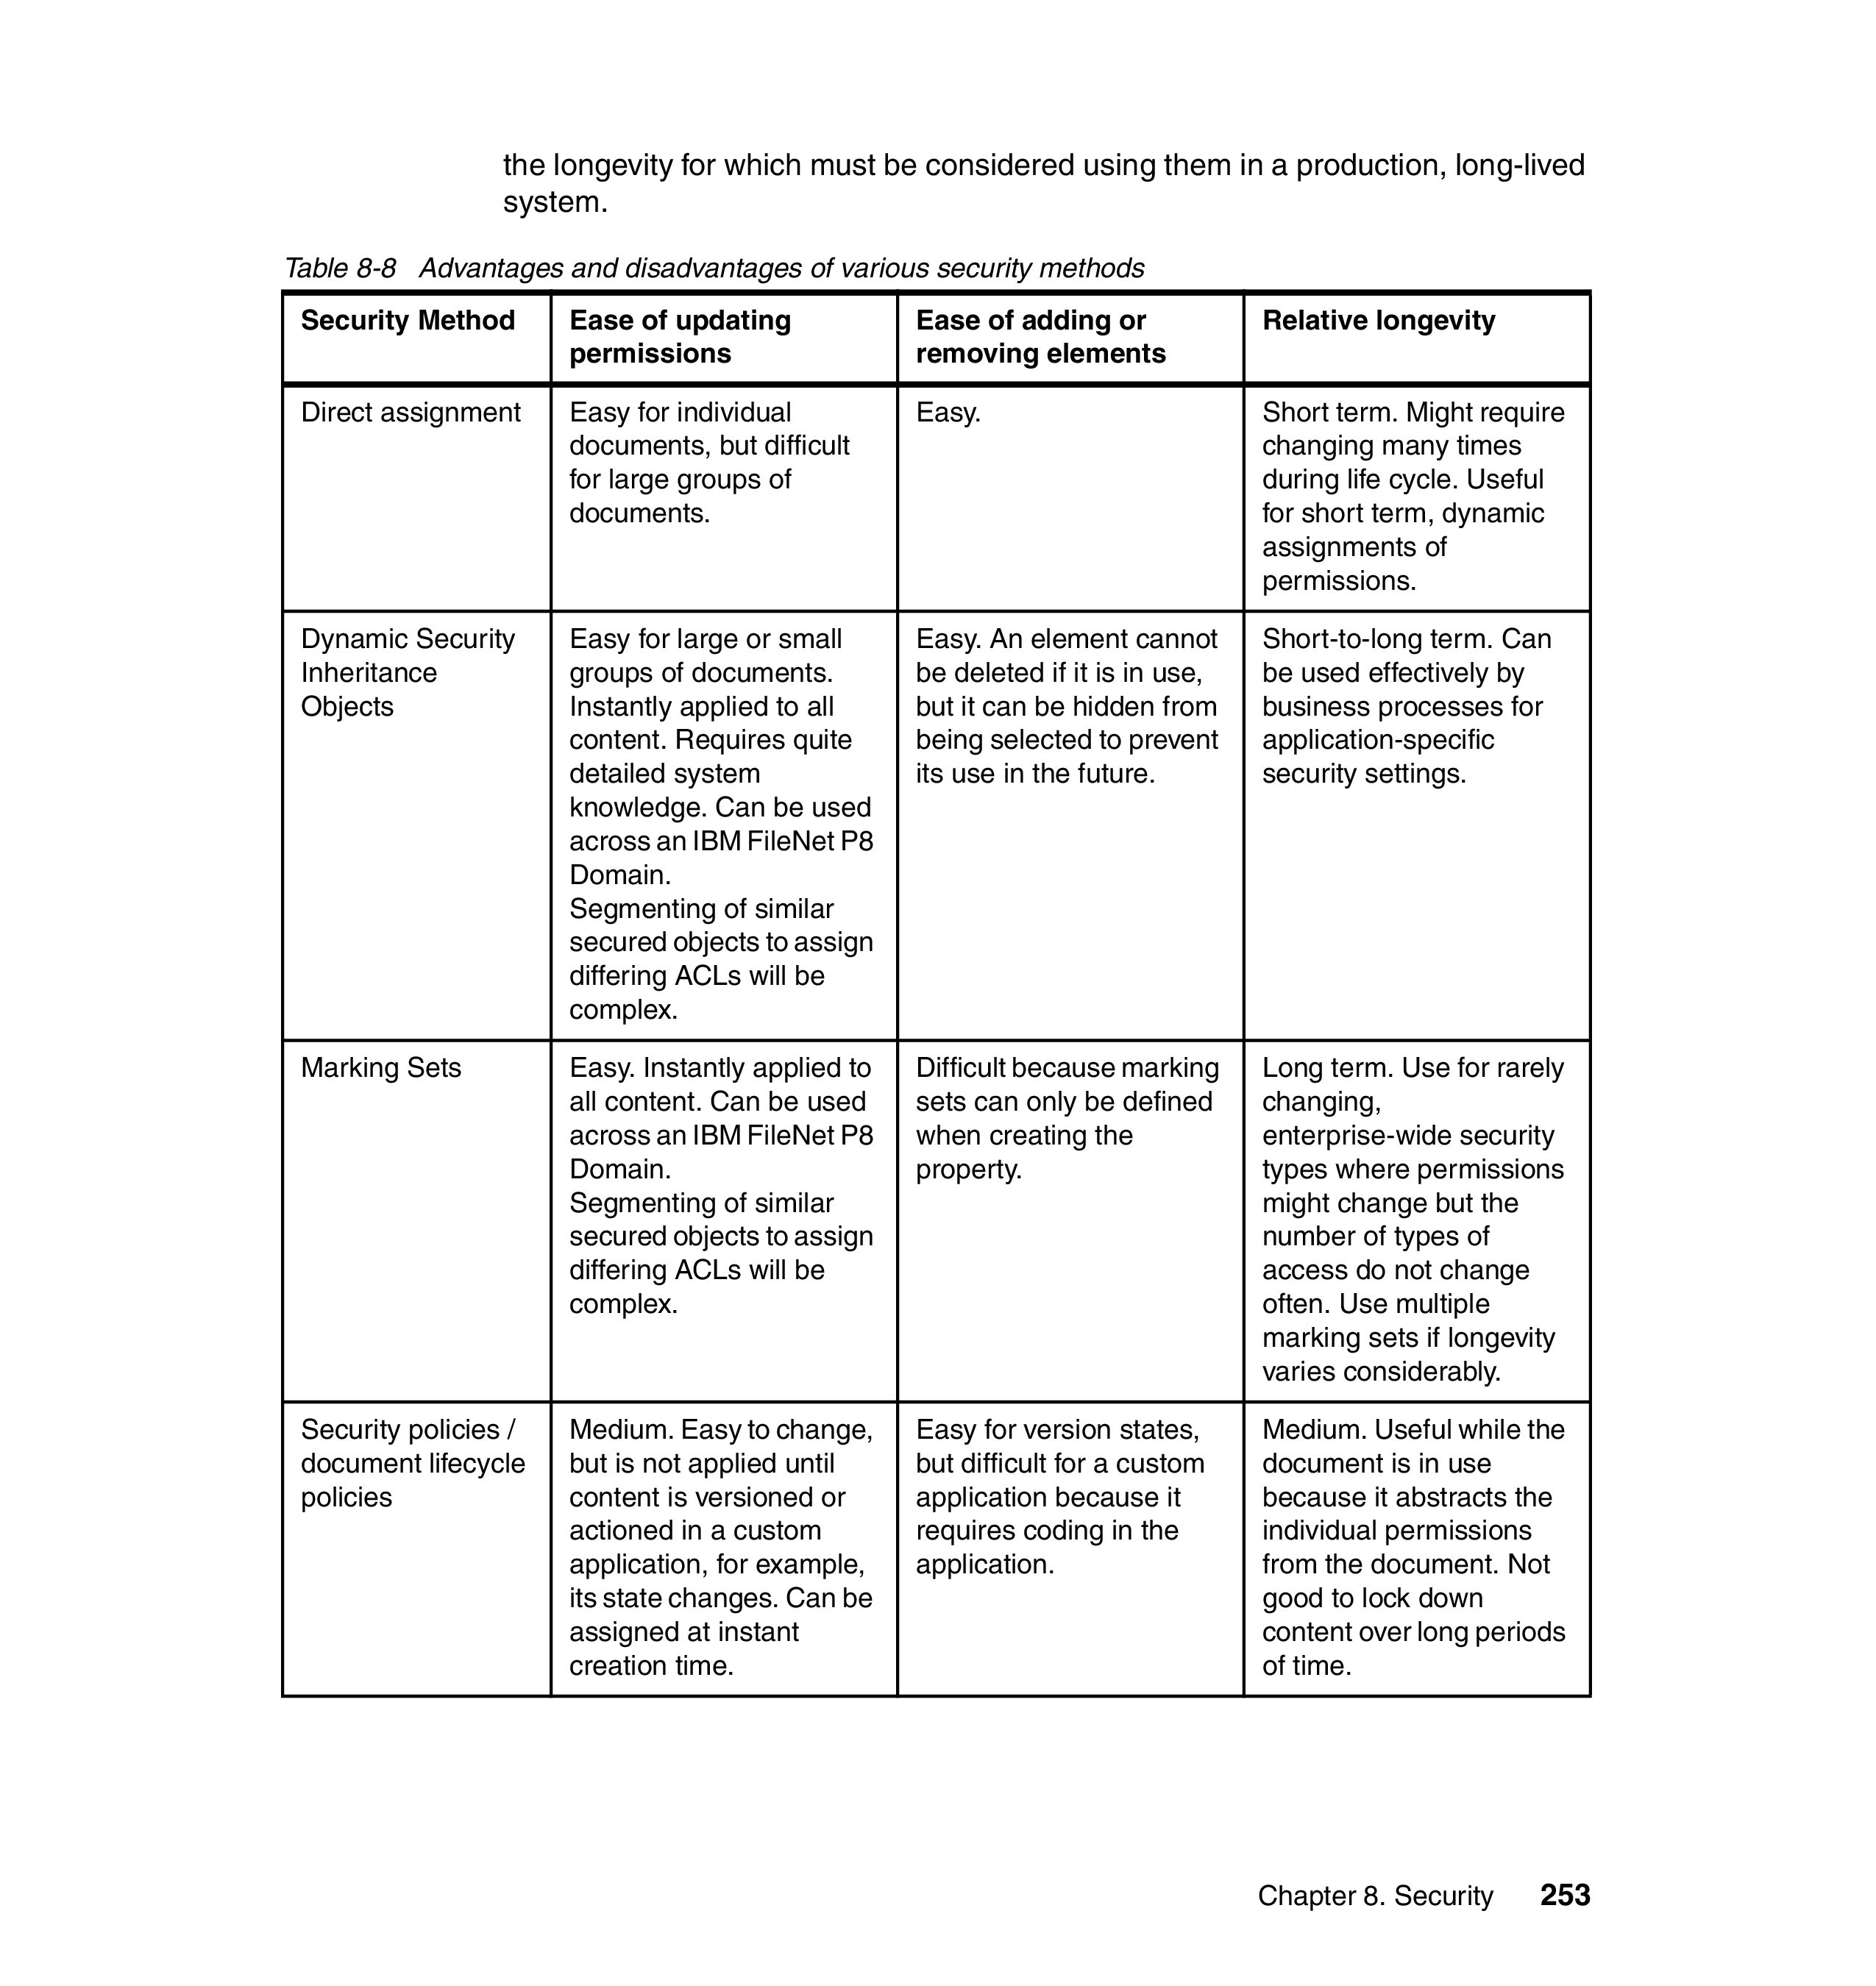 the longevity for which must be considered using them in a production, long-lived
system.
Table 8-8 Advantages and disadvantages of various security methods
Security Method
Ease of updating
permissions
Ease of adding or
removing elements
Relative longevity
Direct assignment
Easy for individual
documents, but difficult
for large groups of
documents.
Easy.
Short term. Might require
changing many times
during life cycle. Useful
for short term, dynamic
assignments of
permissions.
Dynamic Security
Inheritance
Objects
Easy for large or small
groups of documents.
Instantly applied to all
content. Requires quite
detailed system
knowledge. Can be used
across an IBM FileNet P8
Domain.
Segmenting of similar
secured objects to assign
differing ACLs will be
complex.
Easy. An element cannot
be deleted if it is in use,
but it can be hidden from
being selected to prevent
its use in the future.
Short-to-long term. Can
be used effectively by
business processes for
application-specific
security settings.
Marking Sets
Easy. Instantly applied to
all content. Can be used
across an IBM FileNet P8
Domain.
Segmenting of similar
secured objects to assign
differing ACLs will be
complex.
Difficult because marking
sets can only be defined
when creating the
property.
Long term. Use for rarely
changing,
enterprise-wide security
types where permissions
might change but the
number of types of
access do not change
often. Use multiple
marking sets if longevity
varies considerably.
Security policies /
document lifecycle
policies
Medium. Easy to change,
but is not applied until
content is versioned or
actioned in a custom
application, for example,
its state changes. Can be
assigned at instant
creation time.
Easy for version states,
but difficult for a custom
application because it
requires coding in the
application.
Medium. Useful while the
document is in use
because it abstracts the
individual permissions
from the document. Not
good to lock down
content over long periods
of time.
Chapter 8. Security 253